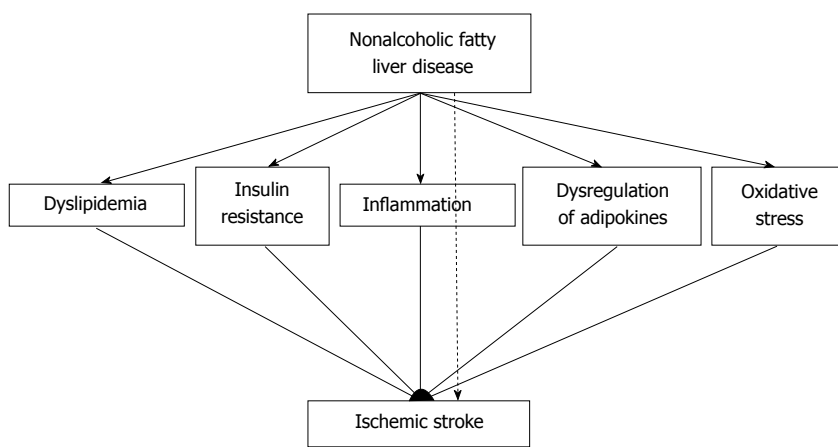 Nonalcoholic fatty
liver disease
Dyslipidemia
Insulin
resistance
Inflammation
Dysregulation
of adipokines
Oxidative
stress
Ischemic stroke